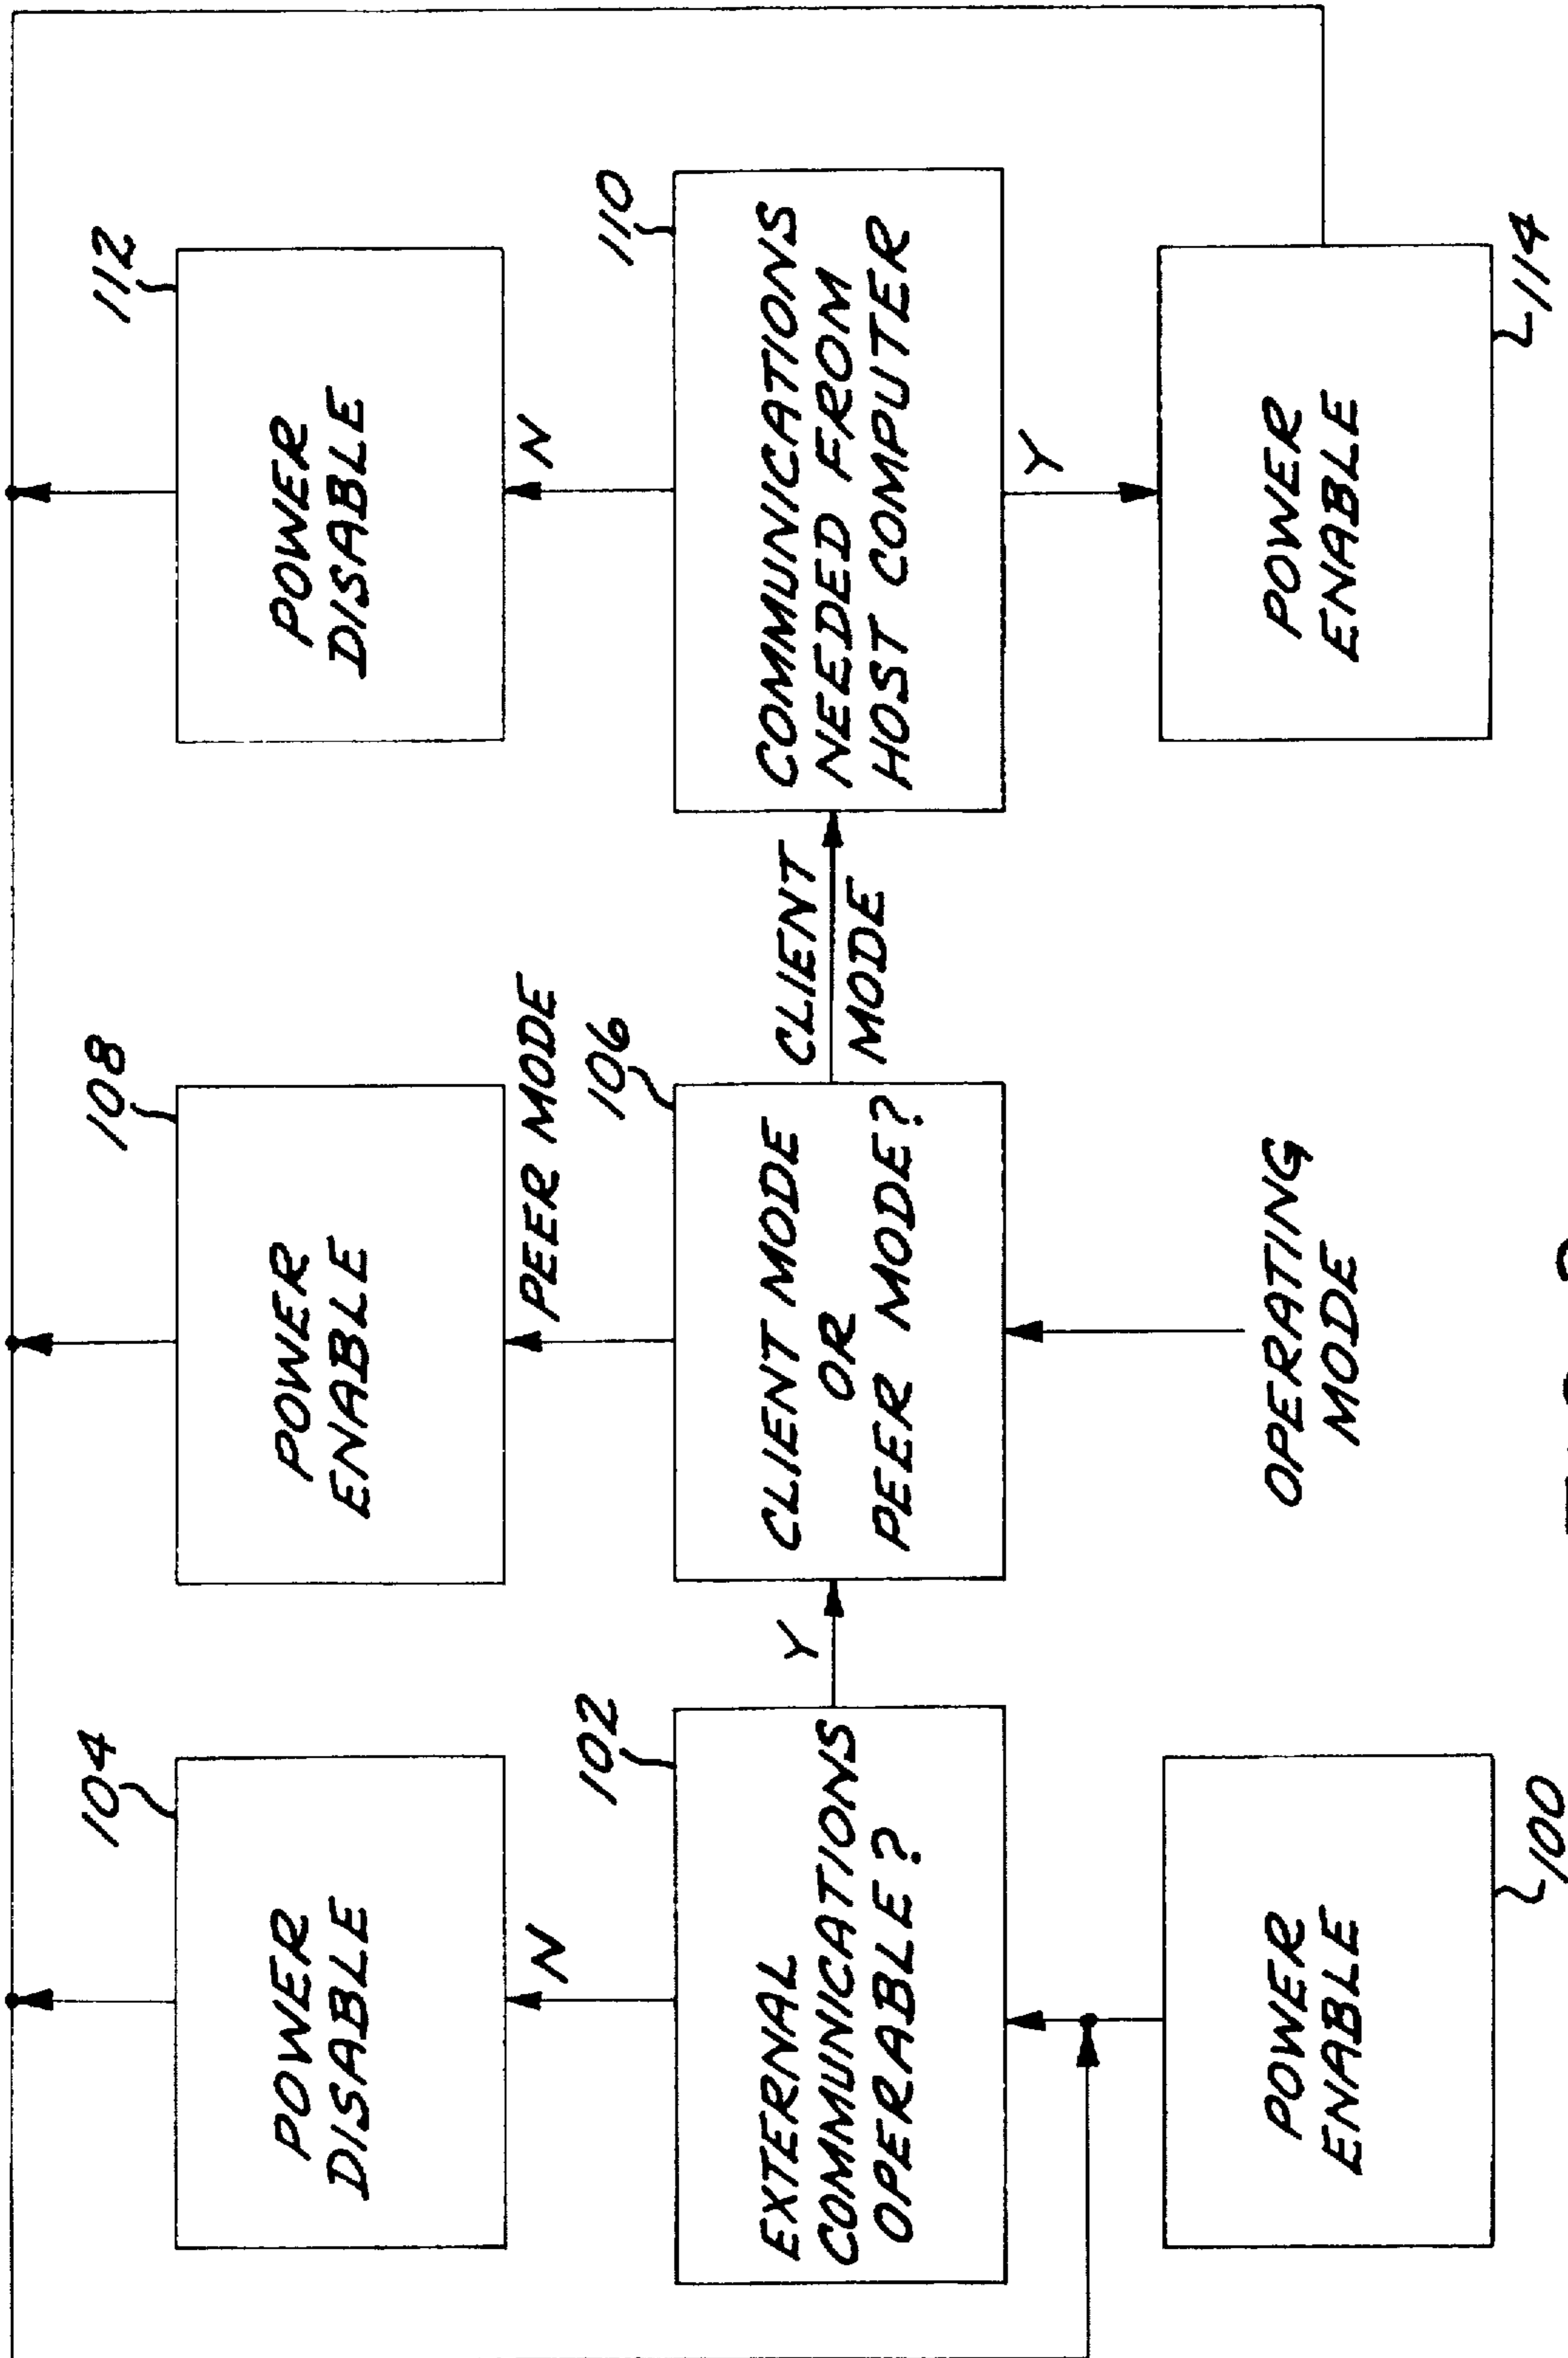 104
POWER
DISABLE
N
108
POWER
ENABLE
PEER MODE
112
POWER
DISABLE
N
102
EXTERNAL
COMMUNICATIONS
OPERABLE?
Y
106
CLIENT MODE
OR
PEER MODE?
CLIENT
MODE
110
COMMUNICATIONS
NEEDED FROM
HOST COMPUTER
Y
POWER
ENABLE
100
OPERATING
MODE
POWER
ENABLE
114